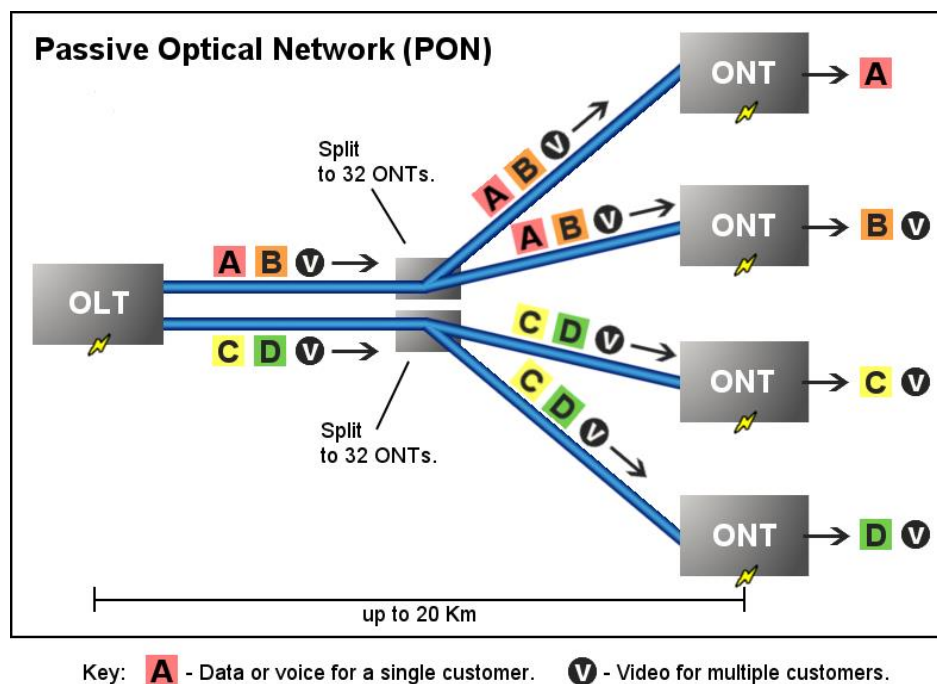 Passive Optical Network (PON)
ONT A
Split
to 32 ONTs.
A B V
A B V
ONT B V
A B V
OLT
C D V
C D V
ONT C V
C D V
Split
to 32 ONTs.
ONT D V
up to 20 Km
Key: A - Data or voice for a single customer. V - Video for multiple customers.